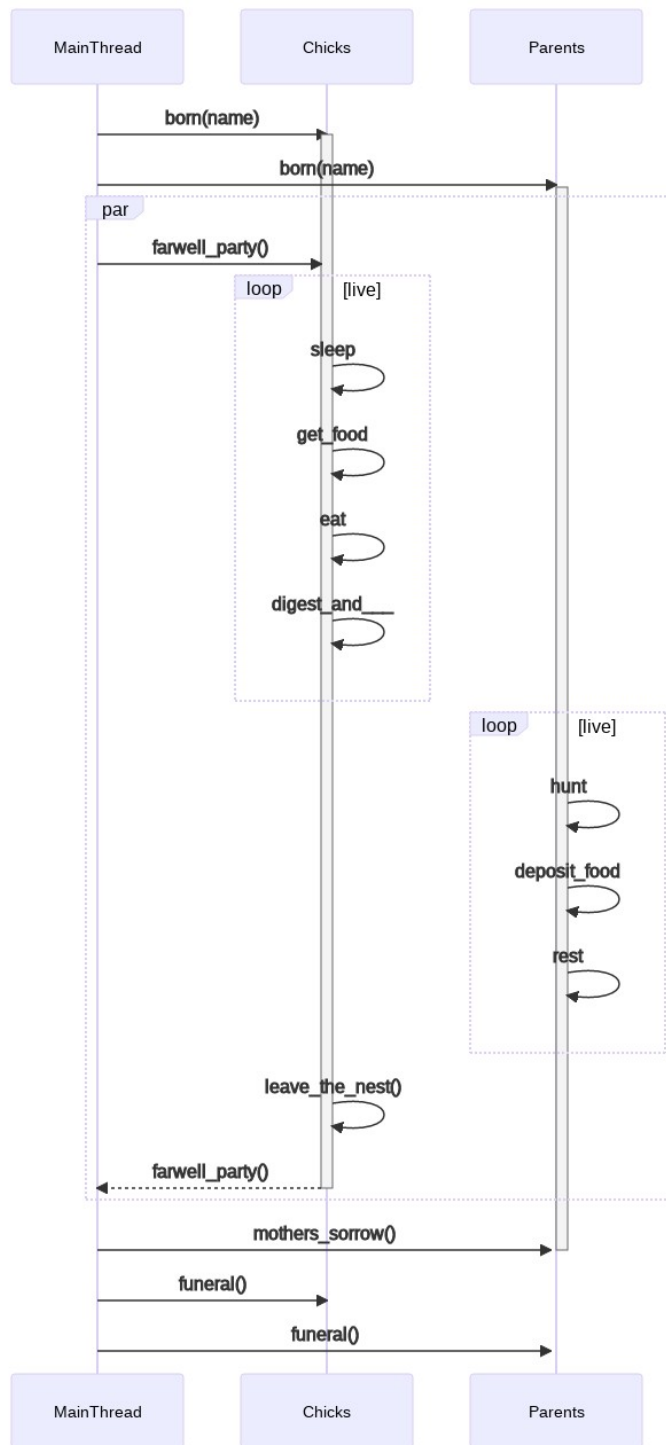 MainThread Chicks Parents
born(name)
born(name)
par
farwell_party()
loop [live]
sleep
get_food
eat
digest_and___
loop [live]
hunt
deposit_food
rest
leave_the_nest()
farwell_party()
mothers_sorrow()
funeral()
funeral()
MainThread Chicks Parents